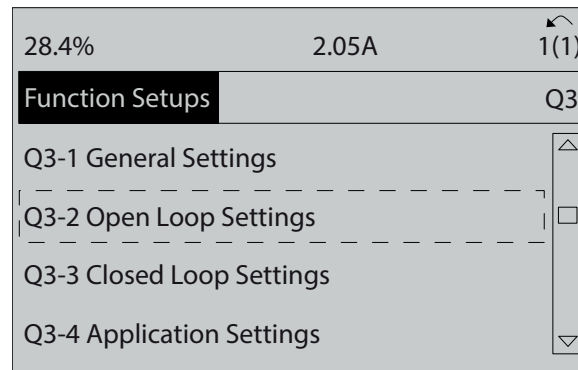 28.4% 2.05A 1(1)
Function Setups Q3
Q3-1 General Settings
Q3-2 Open Loop Settings
Q3-3 Closed Loop Settings
Q3-4 Application Settings